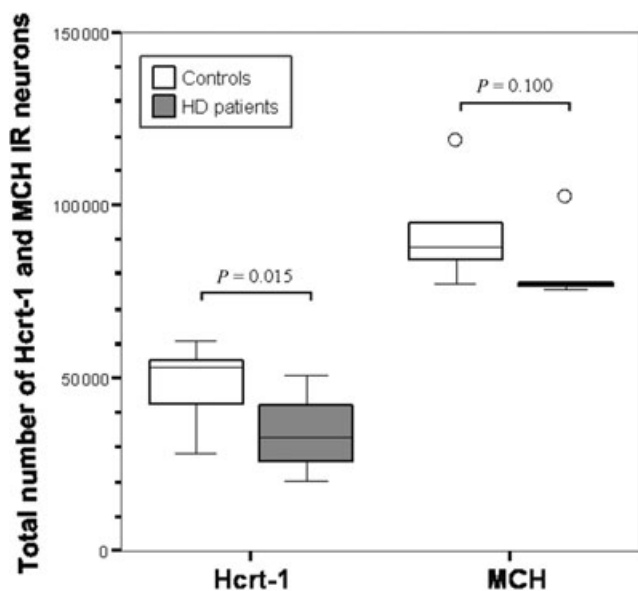 Total number of Hcrt-1 and MCH IR neurons
150000
100000
50000
0
Controls
HD patients
P = 0.100
P = 0.015
Hcrt-1
MCH